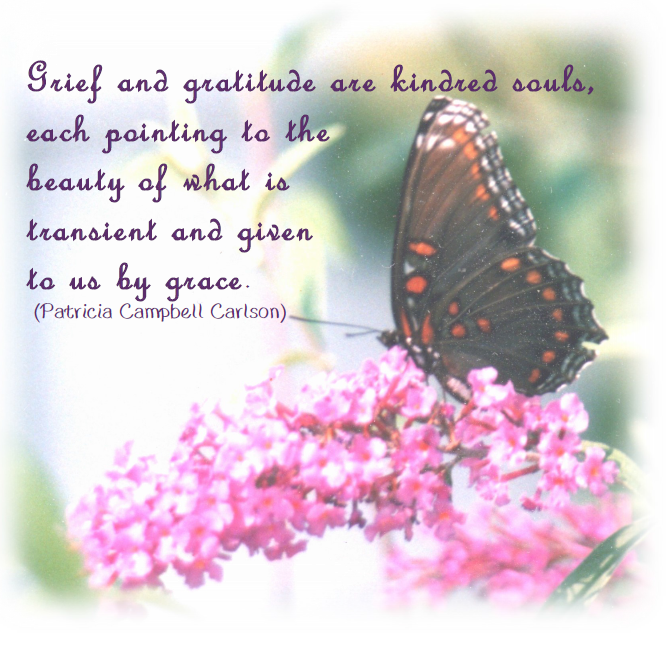 Grief and gratitude are kindred souls,
each pointing to the
beauty of what is
transient and given
to us by grace.
(Patricia Campbell Carlson)